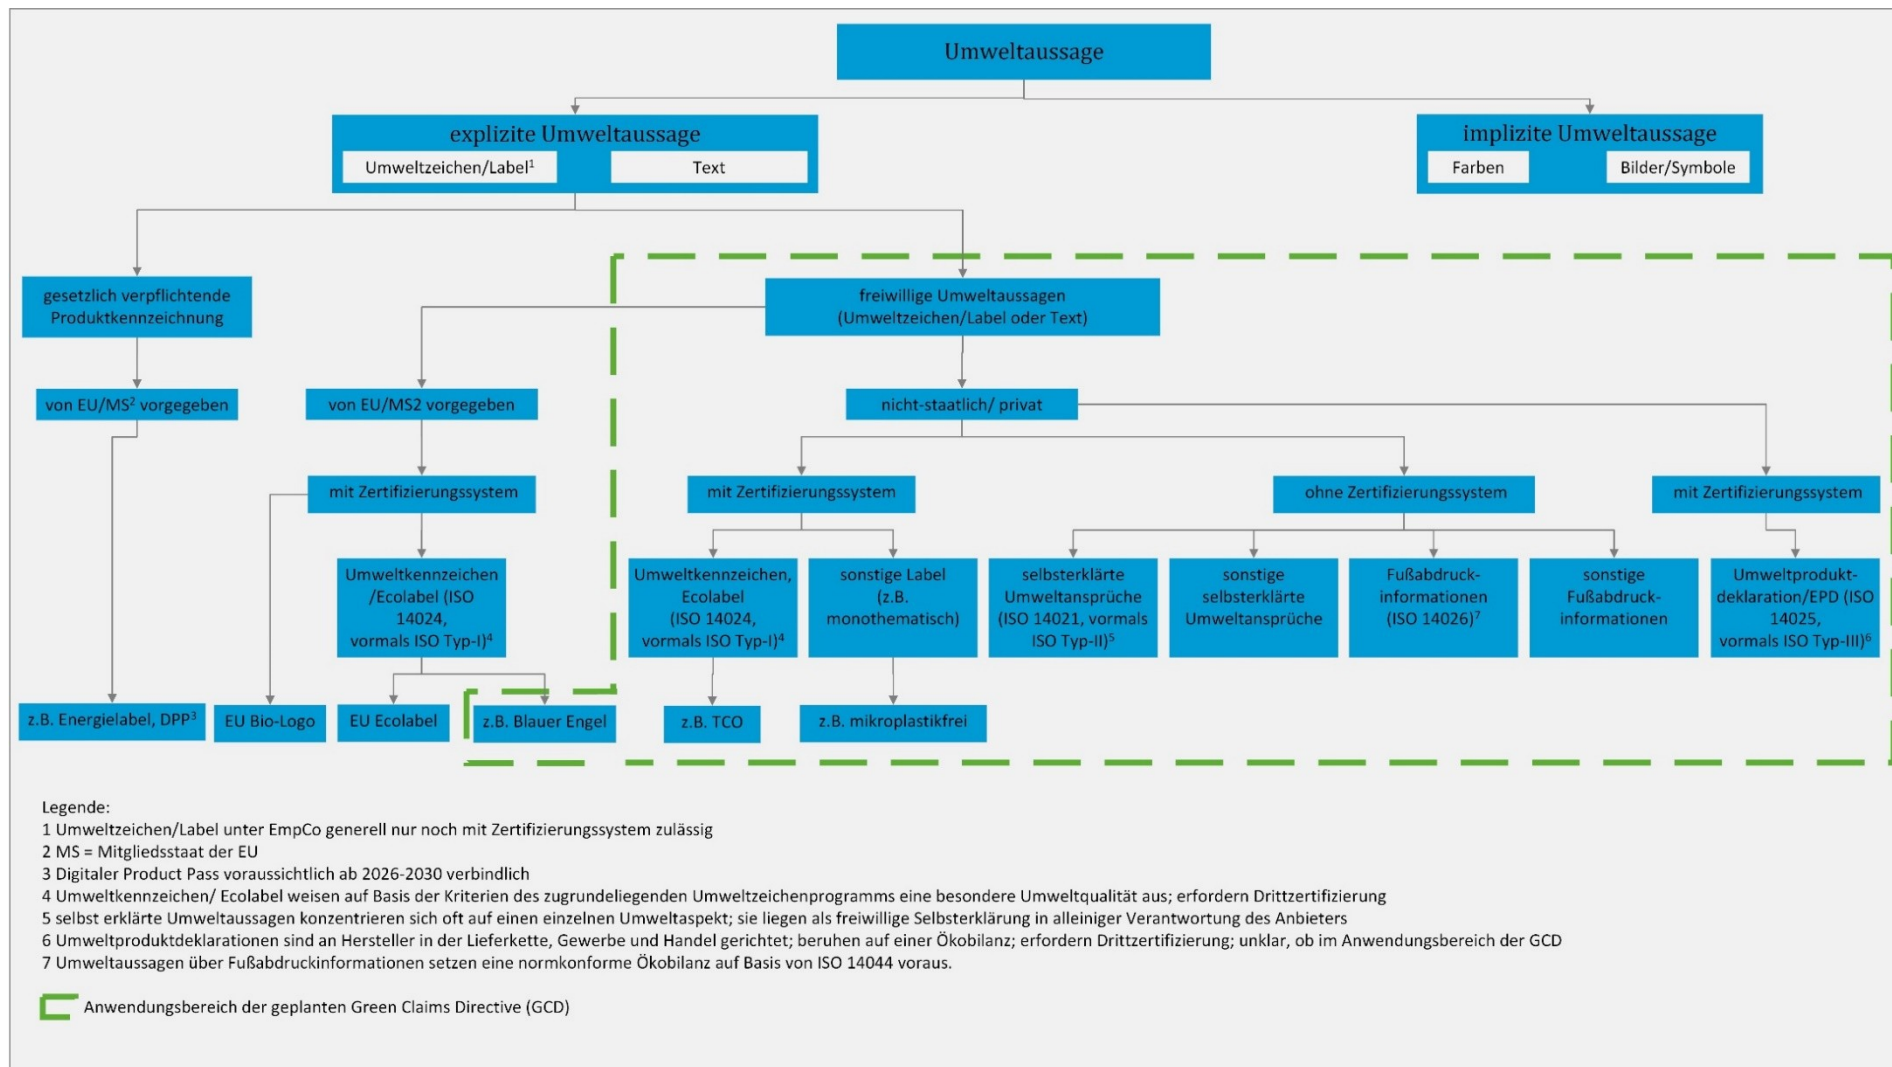 Umweltaussage
explizite Umweltaussage
Umweltzeichen/Label¹
Text
implizite Umweltaussage
Farben
Bilder/Symbole
gesetzlich verpflichtende
Produktkennzeichnung
freiwillige Umweltaussagen
(Umweltzeichen/Label oder Text)
von EU/MS² vorgegeben
von EU/MS2 vorgegeben
nicht-staatlich/ privat
mit Zertifizierungssystem
mit Zertifizierungssystem
ohne Zertifizierungssystem
mit Zertifizierungssystem
Umweltkennzeichen
/Ecolabel (ISO
14024,
vormals ISO Typ-I)⁴
Umweltkennzeichen,
Ecolabel
(ISO 14024,
vormals ISO Typ-I)⁴
sonstige Label
(z.B.
monothematisch)
selbsterklärte
Umweltansprüche
(ISO 14021, vormals
ISO Typ-II)⁵
sonstige
selbsterklärte
Umweltansprüche
Fußabdruck-
informationen
(ISO 14026)⁷
sonstige
Fußabdruck-
informationen
Umweltprodukt-
deklaration/EPD (ISO
14025,
vormals ISO Typ-III)⁶
z.B. Energielabel, DPP³
EU Bio-Logo
EU Ecolabel
z.B. Blauer Engel
z.B. TCO
z.B. mikroplastikfrei
Legende:
1 Umweltzeichen/Label unter EmpCo generell nur noch mit Zertifizierungssystem zulässig
2 MS = Mitgliedsstaat der EU
3 Digitaler Product Pass voraussichtlich ab 2026-2030 verbindlich
4 Umweltkennzeichen/ Ecolabel weisen auf Basis der Kriterien des zugrundeliegenden Umweltzeichenprogramms eine besondere Umweltqualität aus; erfordern Drittzertifizierung
5 selbst erklärte Umweltaussagen konzentrieren sich oft auf einen einzelnen Umweltaspekt; sie liegen als freiwillige Selbsterklärung in alleiniger Verantwortung des Anbieters
6 Umweltproduktdeklarationen sind an Hersteller in der Lieferkette, Gewerbe und Handel gerichtet; beruhen auf einer Ökobilanz; erfordern Drittzertifizierung; unklar, ob im Anwendungsbereich der GCD
7 Umweltaussagen über Fußabdruckinformationen setzen eine normkonforme Ökobilanz auf Basis von ISO 14044 voraus.
Anwendungsbereich der geplanten Green Claims Directive (GCD)